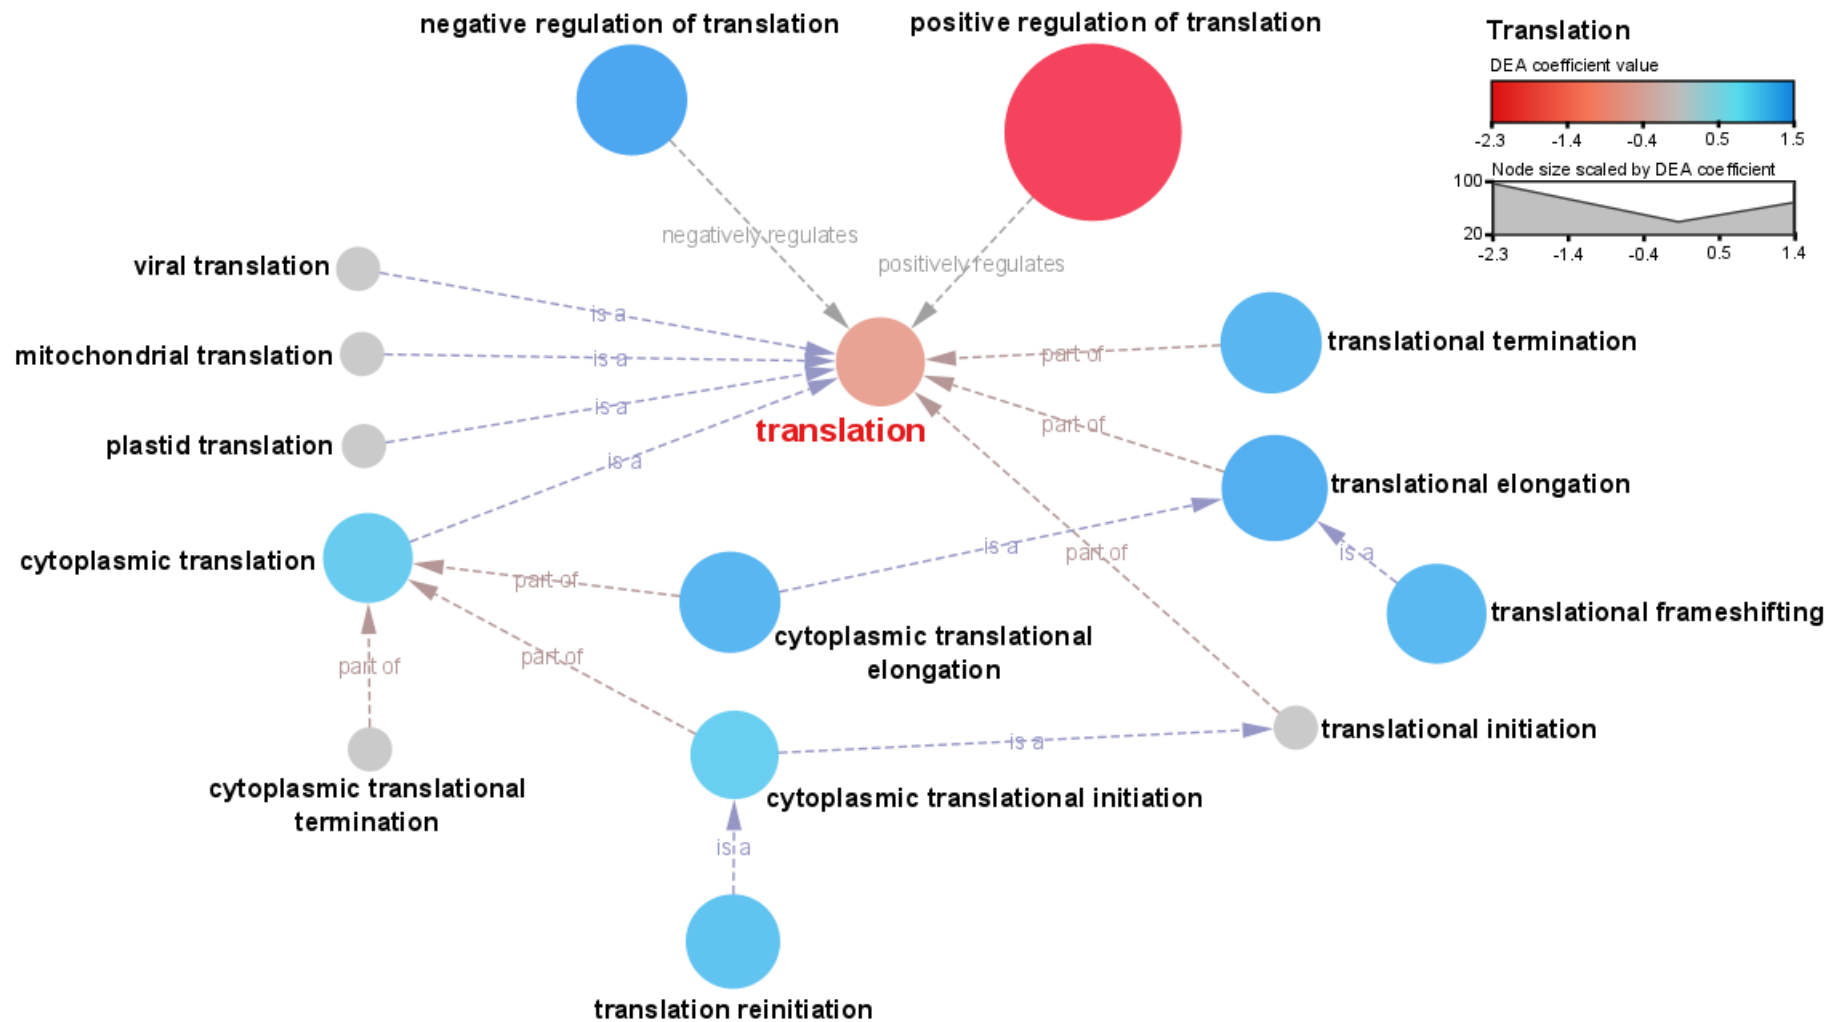 negative regulation of translation
positive regulation of translation
Translation
DEA coefficient value
-2.3 -1.4 -0.4 0.5 1.5
Node size scaled by DEA coefficient
100
20
-2.3 -1.4 -0.4 0.5 1.4
negatively regulates
positively regulates
viral translation
is a
mitochondrial translation
is a
plastid translation
is a
is a
translation
part of
translational termination
part of
translational elongation
is a
part of
is a
cytoplasmic translation
part of
translational frameshifting
cytoplasmic translational
elongation
part of
part of
translational initiation
is a
cytoplasmic translational
termination
cytoplasmic translational initiation
is a
translation reinitiation